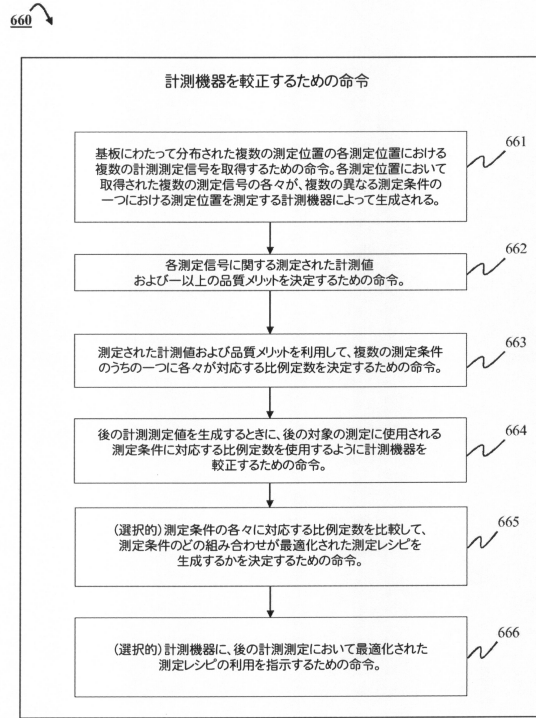 660
計測機器を較正するための命令
基板にわたって分布された複数の測定位置の各測定位置における
複数の計測測定信号を取得するための命令。各測定位置において
取得された複数の測定信号の各々が、複数の異なる測定条件の
一つにおける測定位置を測定する計測機器によって生成される。
661
各測定信号に関する測定された計測値
および一以上の品質メリットを決定するための命令。
662
測定された計測値および品質メリットを利用して、複数の測定条件
のうちの一つに各々が対応する比例定数を決定するための命令。
663
後の計測測定値を生成するときに、後の対象の測定に使用される
測定条件に対応する比例定数を使用するように計測機器を
較正するための命令。
664
(選択的) 測定条件の各々に対応する比例定数を比較して、
測定条件のどの組み合わせが最適化された測定レシピを
生成するかを決定するための命令。
665
(選択的) 計測機器に、後の計測測定において最適化された
測定レシピの利用を指示するための命令。
666